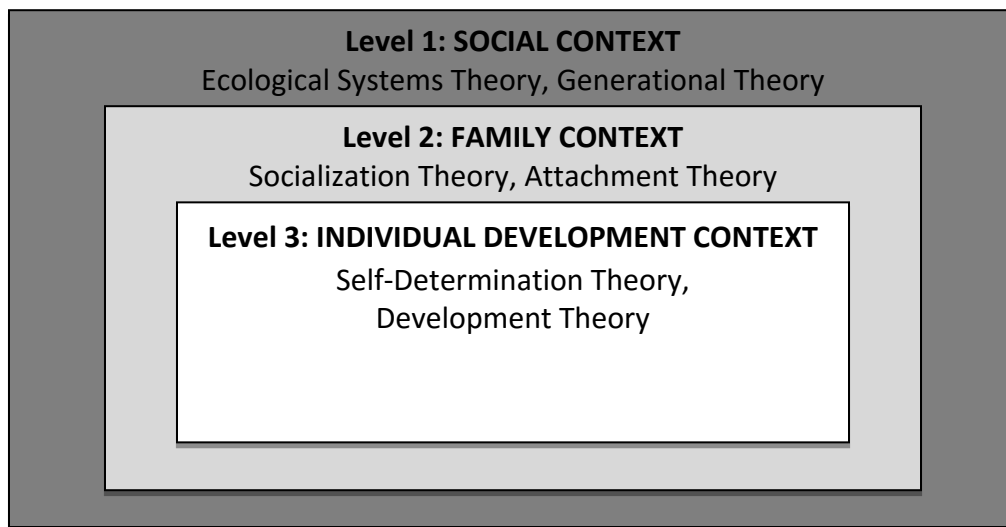 Level 1: SOCIAL CONTEXT
Ecological Systems Theory, Generational Theory
Level 2: FAMILY CONTEXT
Socialization Theory, Attachment Theory
Level 3: INDIVIDUAL DEVELOPMENT CONTEXT
Self-Determination Theory,
Development Theory